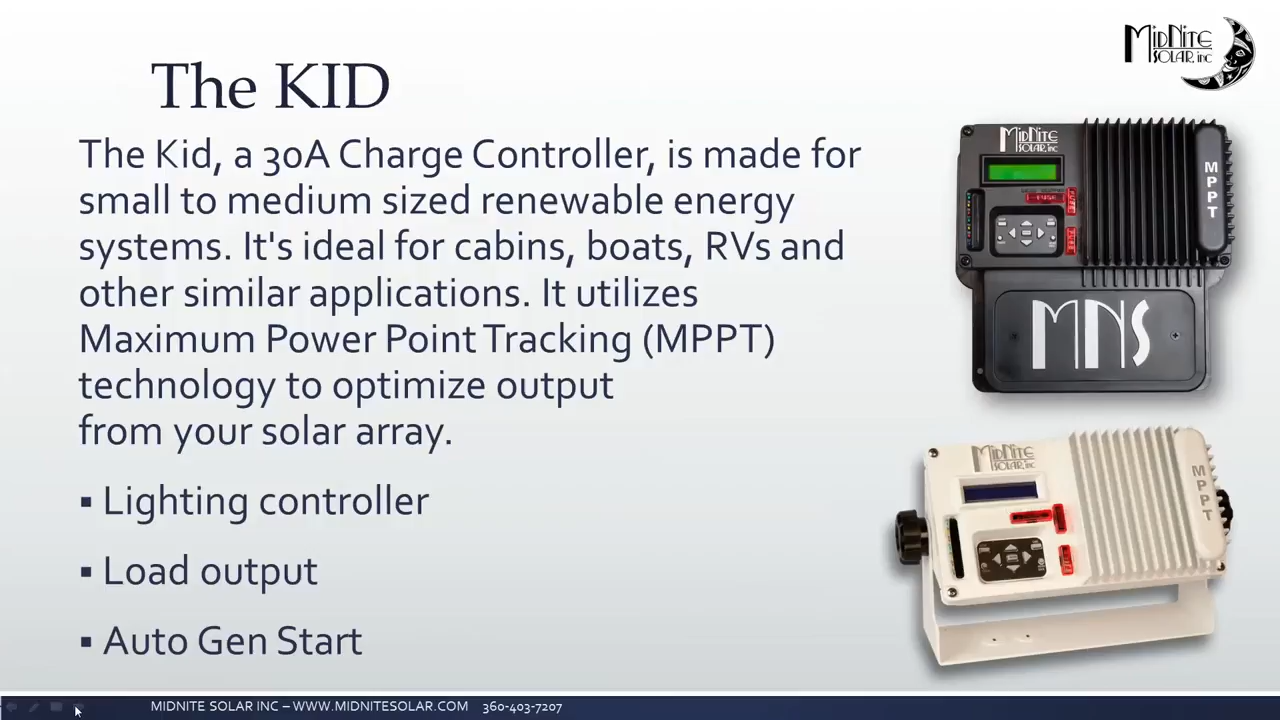 MidNite
SOLAR, inc
The KID
The Kid, a 30A Charge Controller, is made for
small to medium sized renewable energy
systems. It's ideal for cabins, boats, RVs and
other similar applications. It utilizes
Maximum Power Point Tracking (MPPT)
technology to optimize output
from your solar array.
▪ Lighting controller
▪ Load output
▪ Auto Gen Start
MidNite
SOLAR, inc
MPPT
MNS
MidNite
SOLAR, inc
MPPT
MIDNITE SOLAR INC – WWW.MIDNITESOLAR.COM 360-403-7207